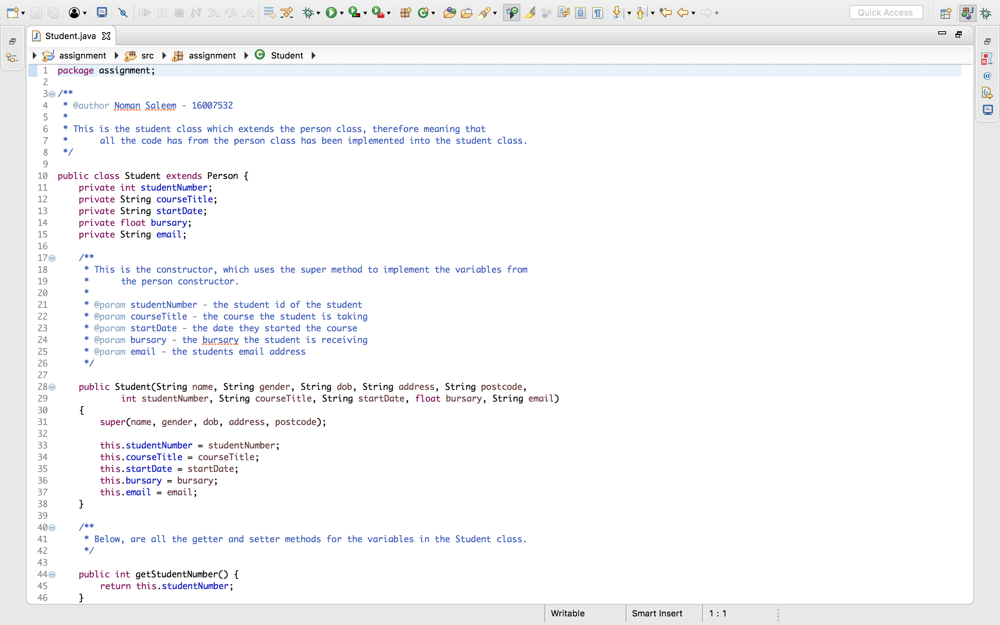 Quick Access
Student.java
assignment src assignment Student
1 package assignment;
2
3 /**
4 * @author Noman Saleem - 16007532
5 *
6 * This is the student class which extends the person class, therefore meaning that
7 * all the code has from the person class has been implemented into the student class.
8 */
9
10 public class Student extends Person {
11 private int studentNumber;
12 private String courseTitle;
13 private String startDate;
14 private float bursary;
15 private String email;
16
17 /**
18 * This is the constructor, which uses the super method to implement the variables from
19 * the person constructor.
20 *
21 * @param studentNumber - the student id of the student
22 * @param courseTitle - the course the student is taking
23 * @param startDate - the date they started the course
24 * @param bursary - the bursary the student is receiving
25 * @param email - the students email address
26 */
27
28 public Student(String name, String gender, String dob, String address, String postcode,
29 int studentNumber, String courseTitle, String startDate, float bursary, String email)
30 {
31 super(name, gender, dob, address, postcode);
32
33 this.studentNumber = studentNumber;
34 this.courseTitle = courseTitle;
35 this.startDate = startDate;
36 this.bursary = bursary;
37 this.email = email;
38 }
39
40 /**
41 * Below, are all the getter and setter methods for the variables in the Student class.
42 */
43
44 public int getStudentNumber() {
45 return this.studentNumber;
46 }
Writable Smart Insert 1 : 1